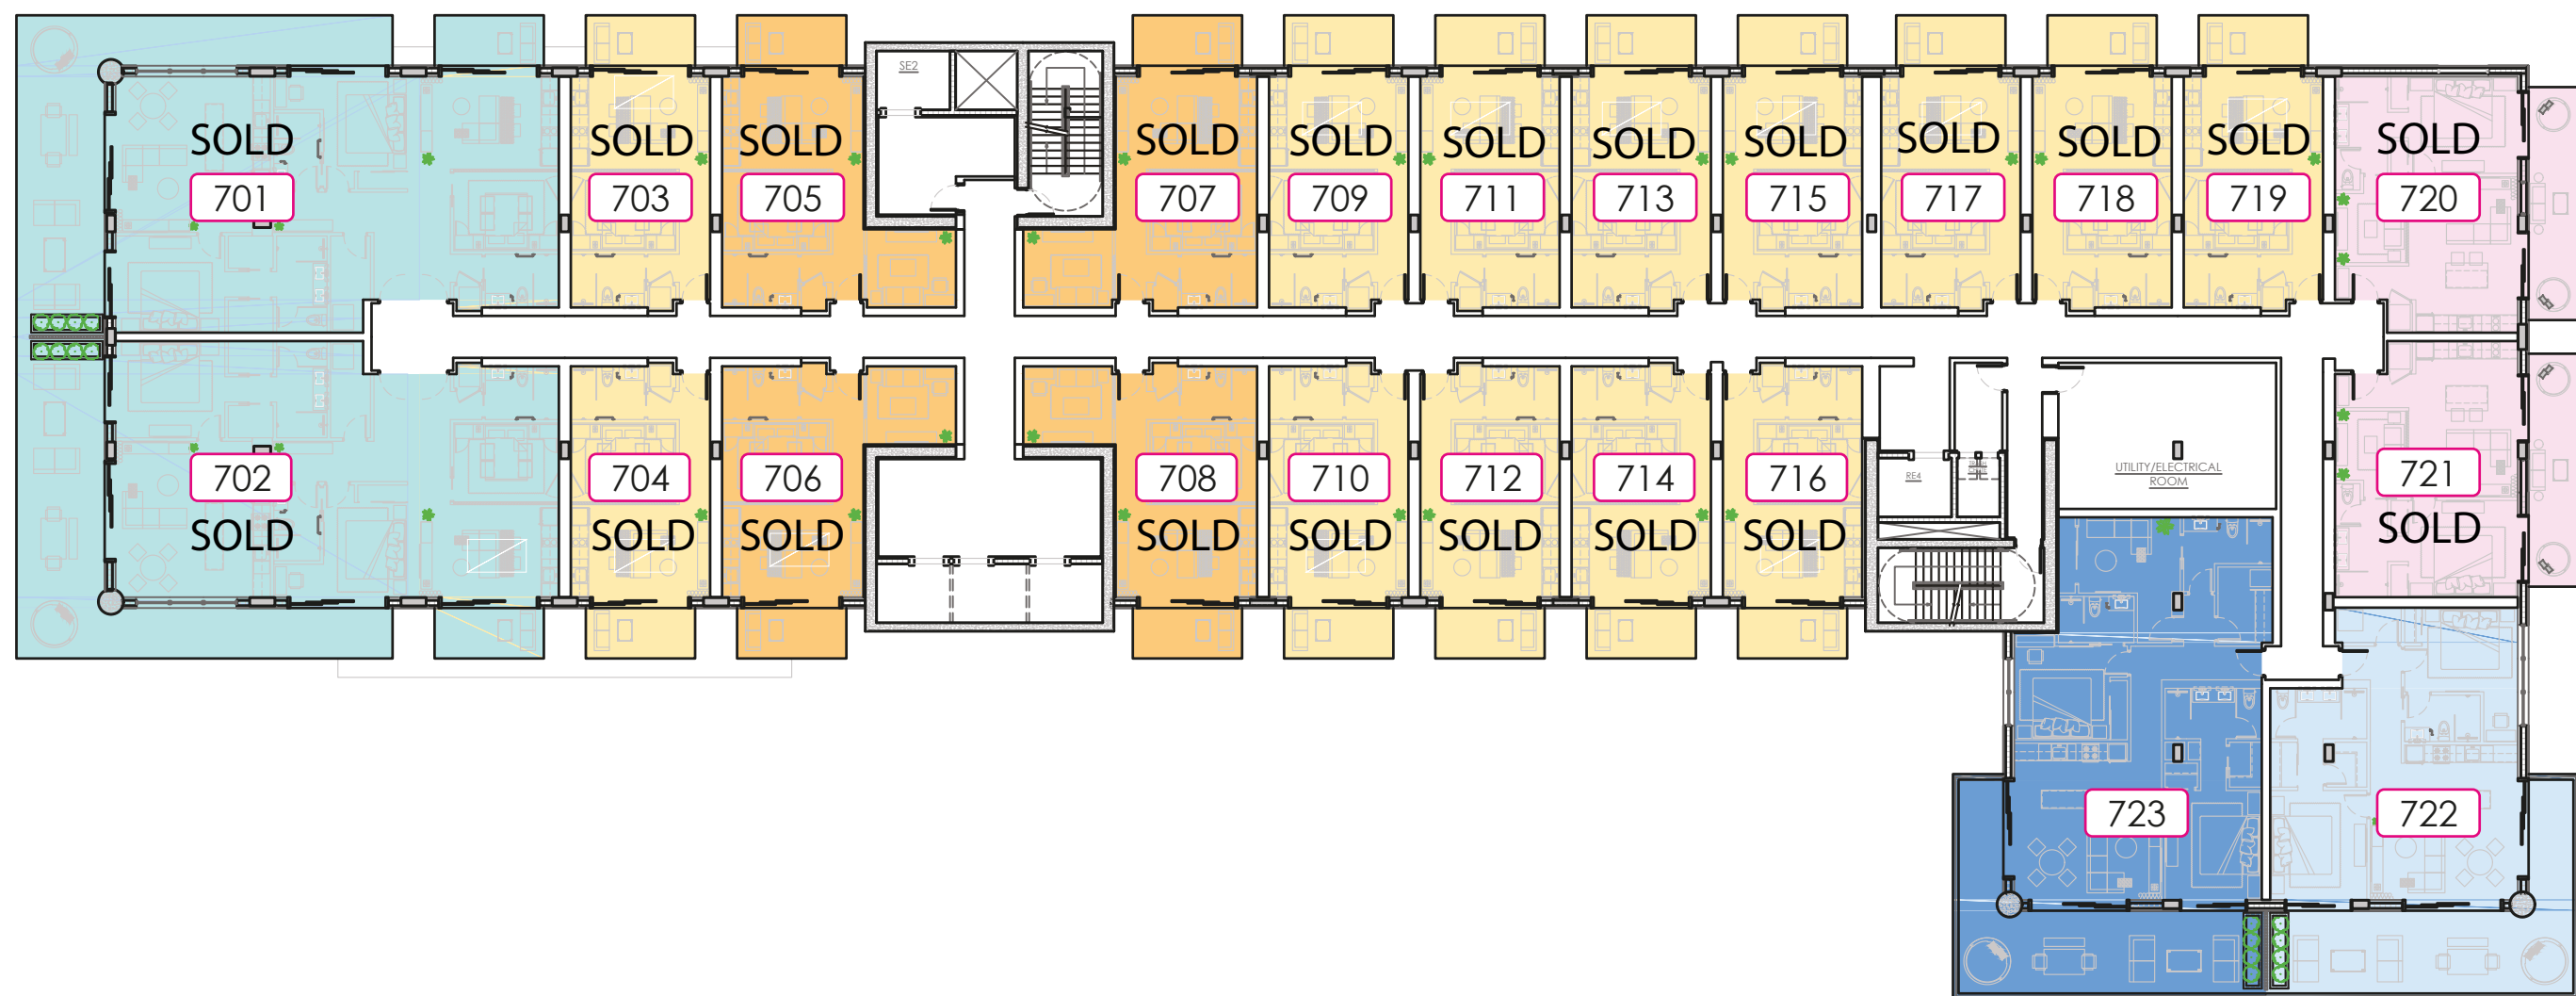 SE2
SOLD SOLD SOLD SOLD SOLD SOLD SOLD SOLD SOLD SOLD SOLD SOLD
701 703 705 707 709 711 713 715 717 718 719 720
702 704 706 708 710 712 714 716 721
SOLD SOLD SOLD SOLD SOLD SOLD SOLD SOLD SOLD
RE4
UTILITY/ELECTRICAL
ROOM
723 722